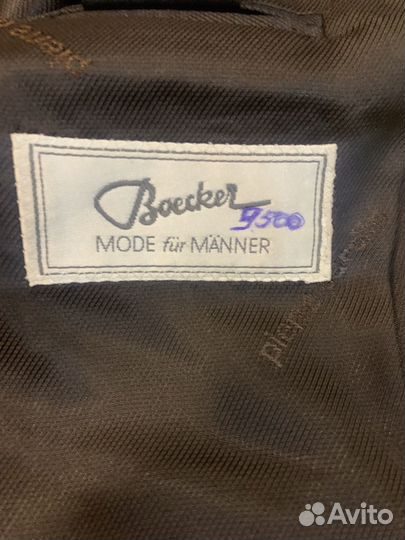 Boecker 9500
MODE für MÄNNER
Avito